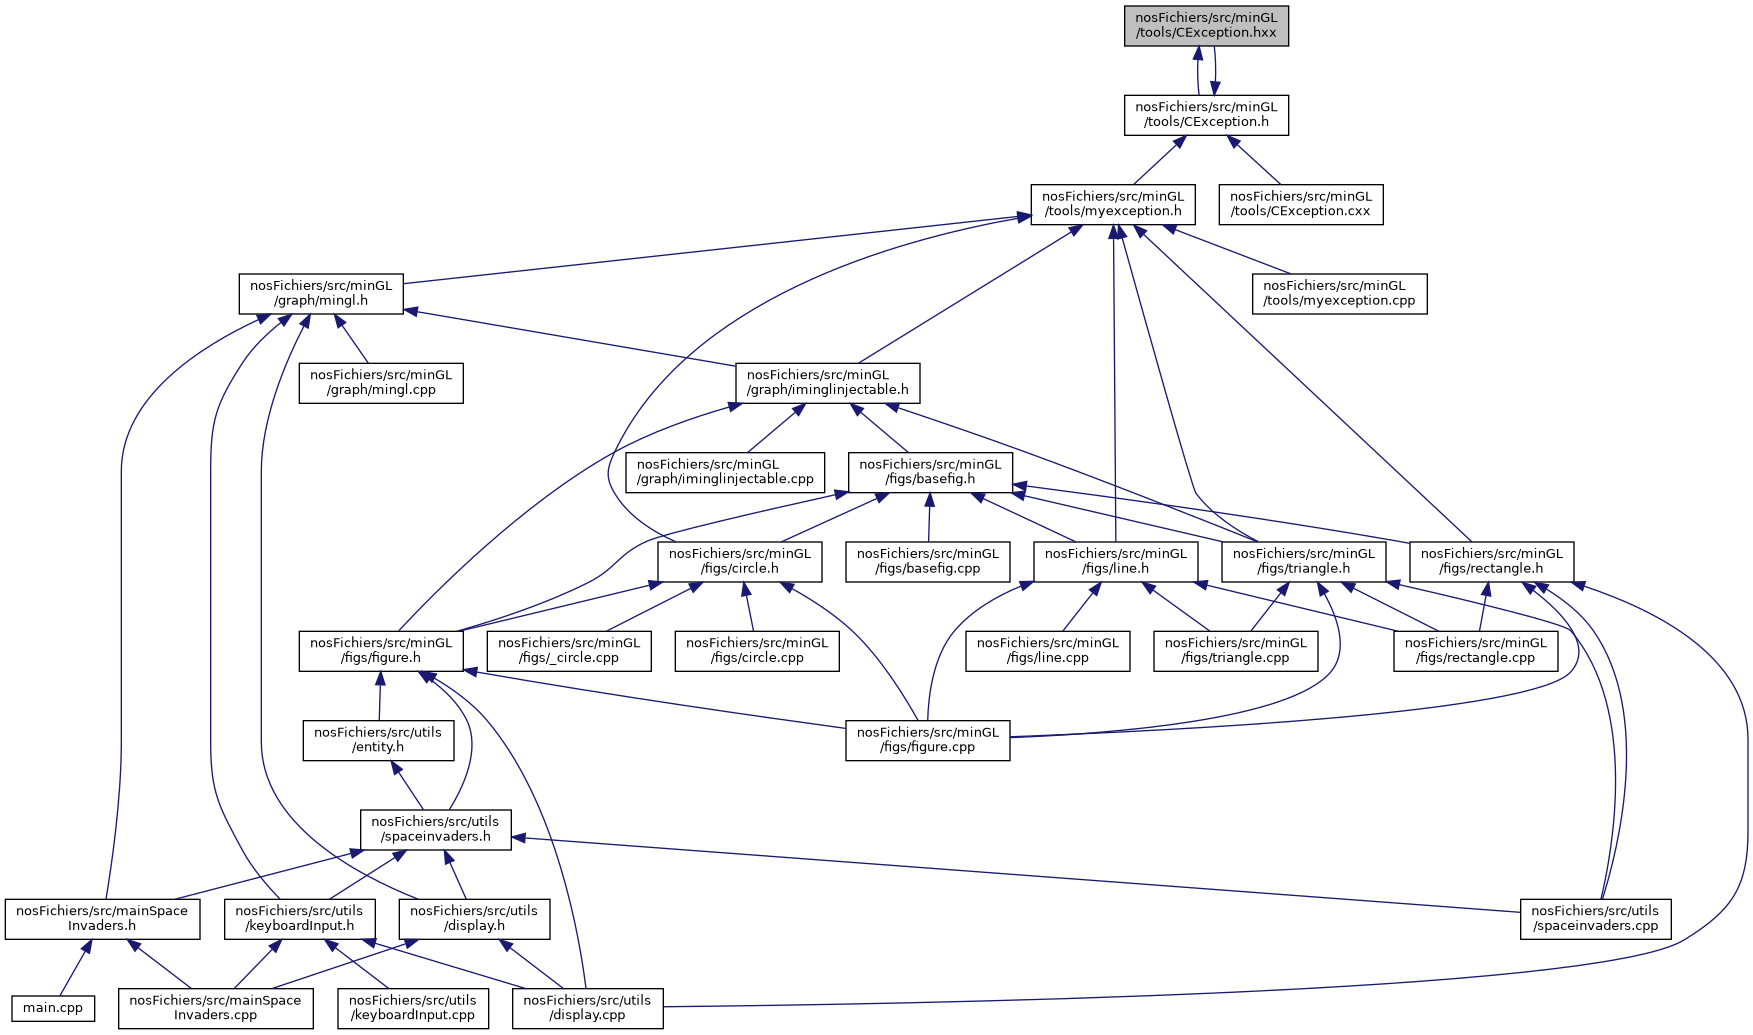 nosFichiers/src/minGL
/tools/CException.hxx
nosFichiers/src/minGL
/tools/CException.h
nosFichiers/src/minGL
/tools/myexception.h
nosFichiers/src/minGL
/tools/CException.cxx
nosFichiers/src/minGL
/graph/mingl.h
nosFichiers/src/minGL
/tools/myexception.cpp
nosFichiers/src/minGL
/graph/mingl.cpp
nosFichiers/src/minGL
/graph/iminglinjectable.h
nosFichiers/src/minGL
/graph/iminglinjectable.cpp
nosFichiers/src/minGL
/figs/basefig.h
nosFichiers/src/minGL
/figs/circle.h
nosFichiers/src/minGL
/figs/basefig.cpp
nosFichiers/src/minGL
/figs/line.h
nosFichiers/src/minGL
/figs/triangle.h
nosFichiers/src/minGL
/figs/rectangle.h
nosFichiers/src/minGL
/figs/figure.h
nosFichiers/src/minGL
/figs/_circle.cpp
nosFichiers/src/minGL
/figs/circle.cpp
nosFichiers/src/minGL
/figs/line.cpp
nosFichiers/src/minGL
/figs/triangle.cpp
nosFichiers/src/minGL
/figs/rectangle.cpp
nosFichiers/src/utils
/entity.h
nosFichiers/src/minGL
/figs/figure.cpp
nosFichiers/src/utils
/spaceinvaders.h
nosFichiers/src/mainSpace
Invaders.h
nosFichiers/src/utils
/keyboardInput.h
nosFichiers/src/utils
/display.h
nosFichiers/src/utils
/spaceinvaders.cpp
main.cpp
nosFichiers/src/mainSpace
Invaders.cpp
nosFichiers/src/utils
/keyboardInput.cpp
nosFichiers/src/utils
/display.cpp